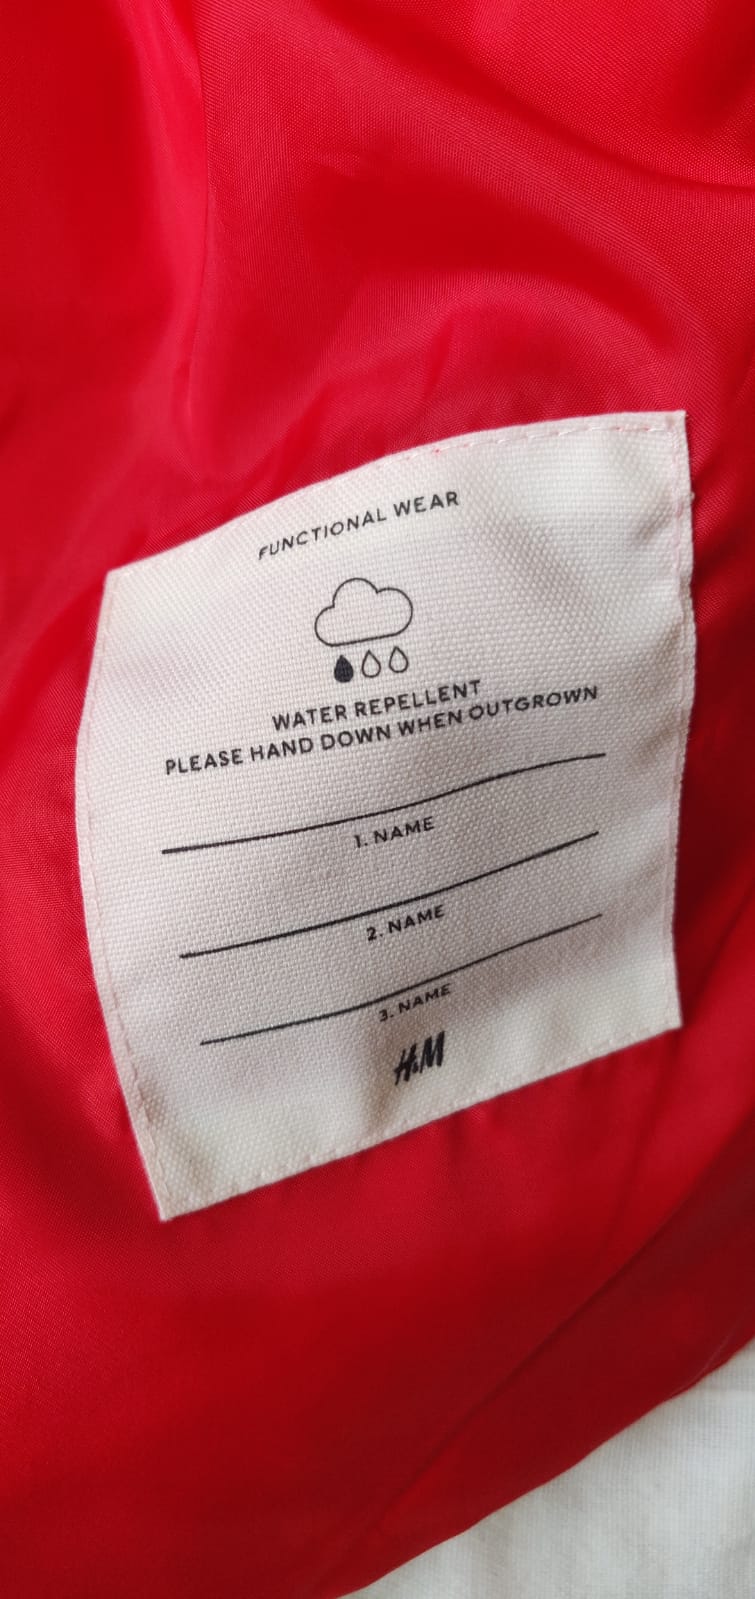 FUNCTIONAL WEAR
WATER REPELLENT
PLEASE HAND DOWN WHEN OUTGROWN
1. NAME
2. NAME
3. NAME
H&M